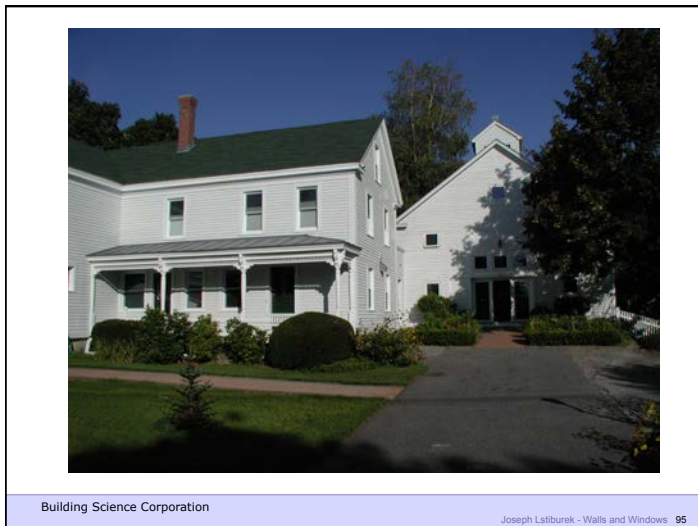 Building Science Corporation
Joseph Lstiburek - Walls and Windows 95